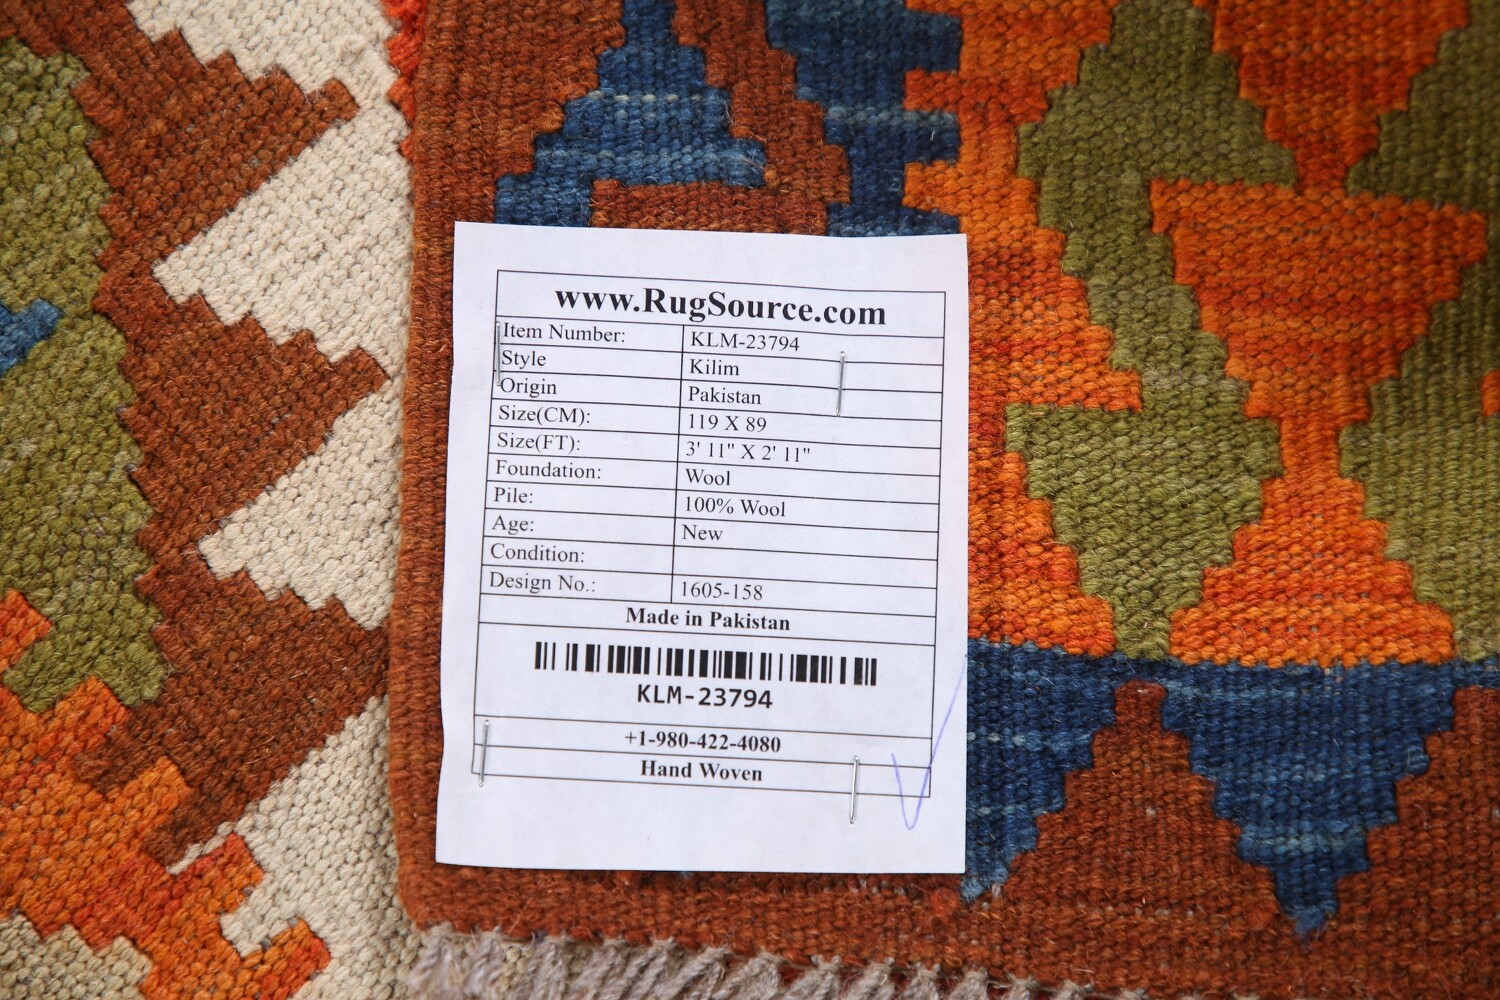 www.RugSource.com
Item Number: KLM-23794
Style Kilim
Origin Pakistan
Size(CM): 119 X 89
Size(FT): 3' 11" X 2' 11"
Foundation: Wool
Pile: 100% Wool
Age: New
Condition:
Design No.: 1605-158
Made in Pakistan
KLM-23794
+1-980-422-4080
Hand Woven